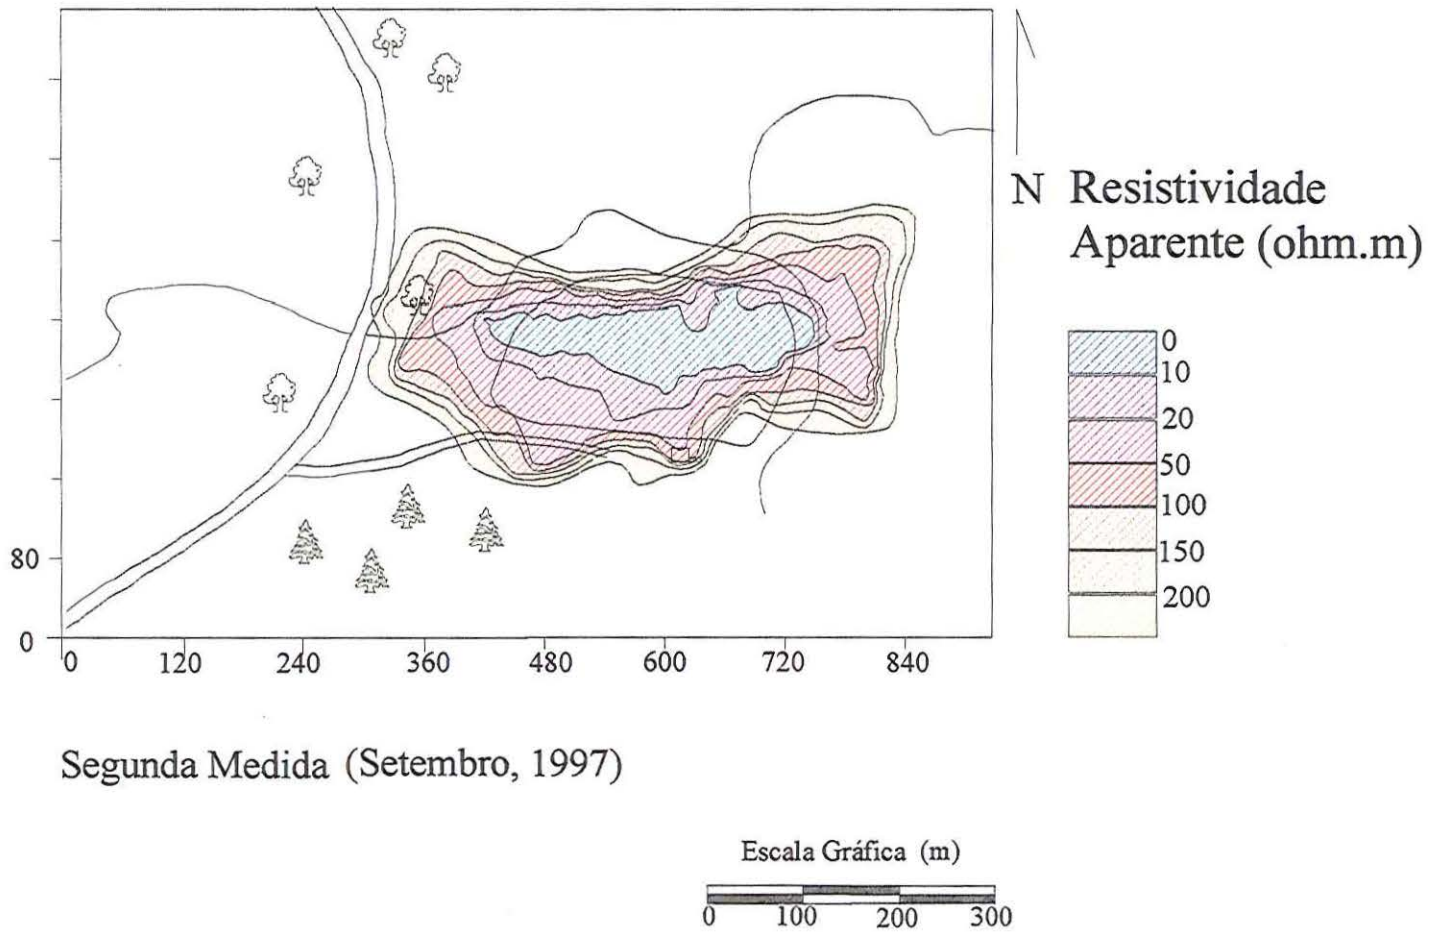 N Resistividade
Aparente (ohm.m)
0
10
20
50
100
150
200
80
0
0 120 240 360 480 600 720 840
Segunda Medida (Setembro, 1997)
Escala Gráfica (m)
0 100 200 300